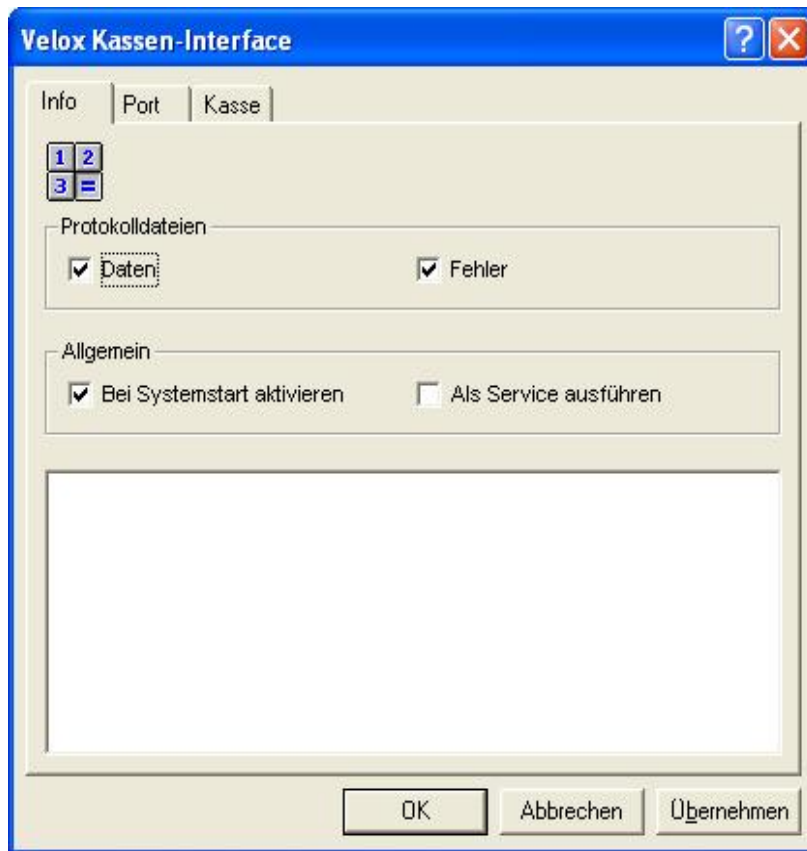 Velox Kassen-Interface
Info Port Kasse
1 2
3 =
Protokolldateien
Daten Fehler
Allgemein
Bei Systemstart aktivieren Als Service ausführen
OK Abbrechen Übernehmen